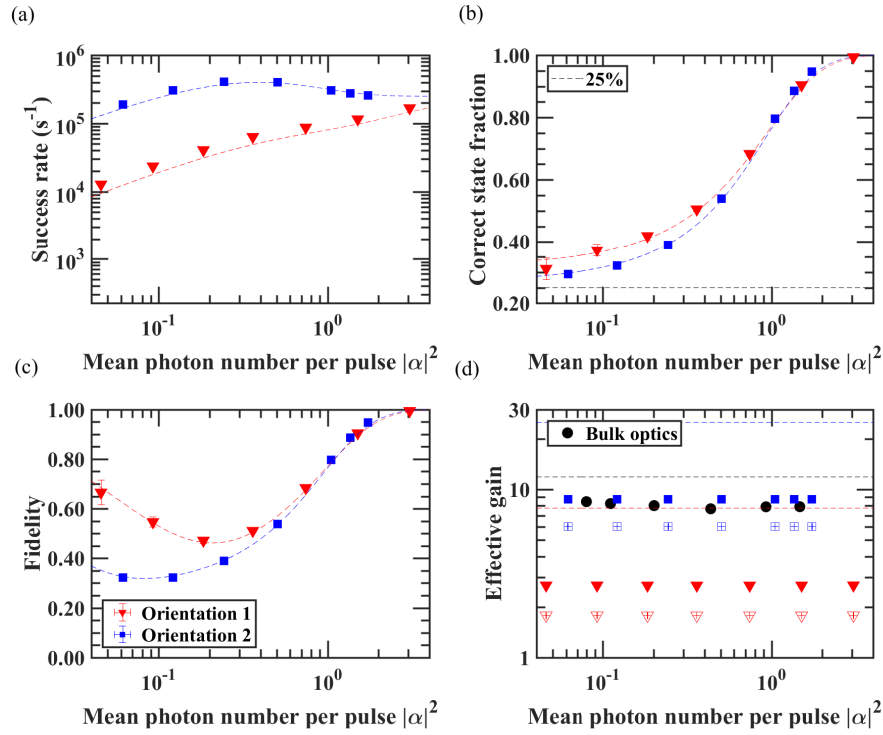 (a)
(b)
10^6
10^5
10^4
10^3
Success rate (s^-1)
10^-1
10^0
Mean photon number per pulse |α|^2
25%
1.00
0.80
0.60
0.40
0.20
Correct state fraction
10^-1
10^0
Mean photon number per pulse |α|^2
(c)
(d)
1.00
0.80
0.60
0.40
0.20
0.00
Fidelity
Orientation 1
Orientation 2
10^-1
10^0
Mean photon number per pulse |α|^2
Bulk optics
30
10
1
Effective gain
10^-1
10^0
Mean photon number per pulse |α|^2